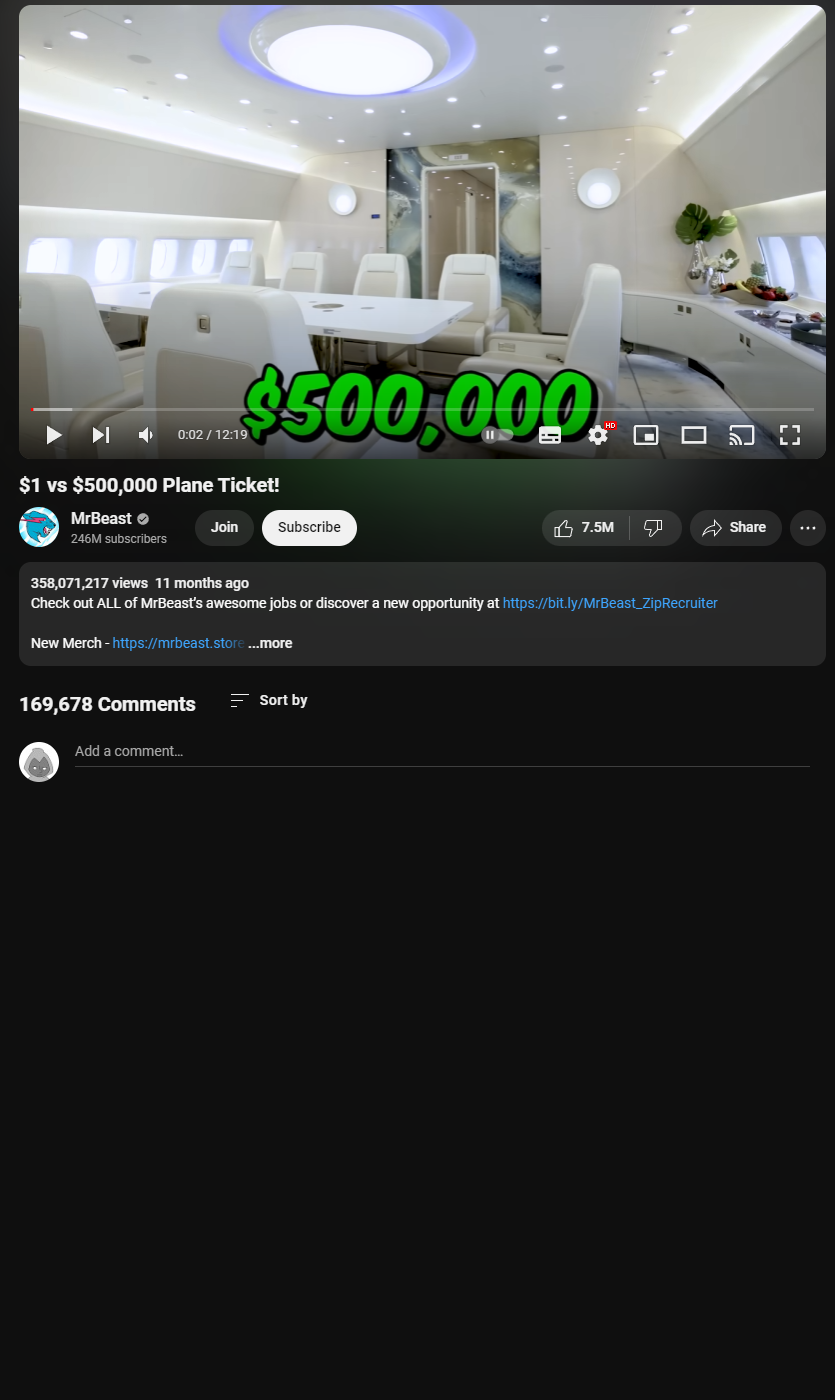 $500,000
0:02 / 12:19
HD
$1 vs $500,000 Plane Ticket!
MrBeast
246M subscribers
Join
Subscribe
7.5M
Share
358,071,217 views 11 months ago
Check out ALL of MrBeast's awesome jobs or discover a new opportunity at https://bit.ly/MrBeast_ZipRecruiter
New Merch - https://mrbeast.store ...more
169,678 Comments
Sort by
Add a comment...